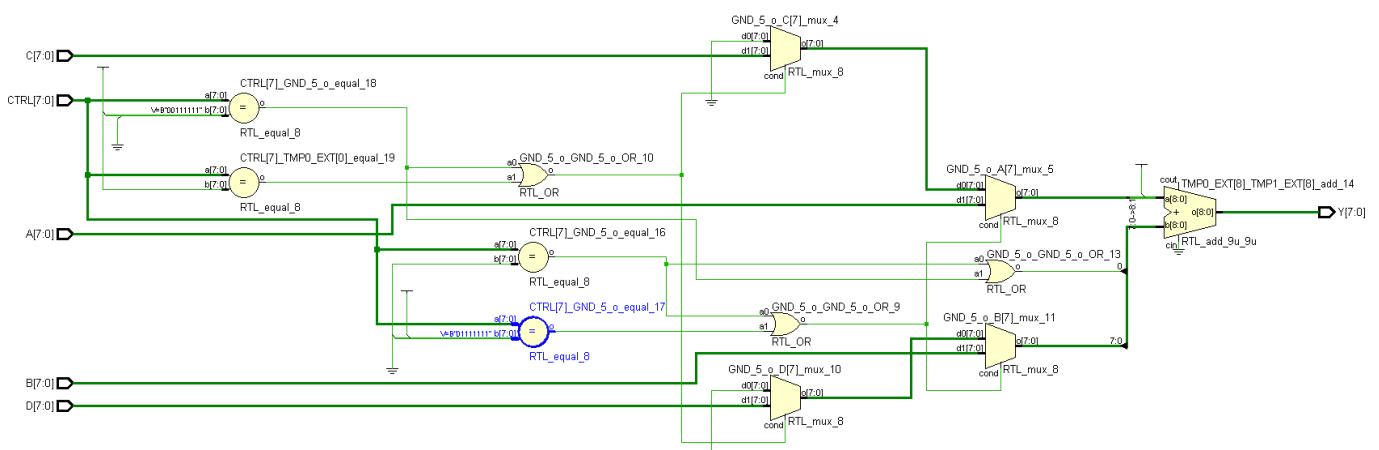 GND_5_o_C[7]_mux_4
d0[7:0]
o[7:0]
C[7:0]
d1[7:0]
cond
RTL_mux_8
CTRL[7]_GND_5_o_equal_18
CTRL[7:0]
a[7:0]
o
=
V=B"00111111" b[7:0]
RTL_equal_8
CTRL[7]_TMP0_EXT[0]_equal_19
GND_5_o_GND_5_o_OR_10
a[7:0]
o
=
b[7:0]
a0
o
a1
RTL_OR
RTL_equal_8
GND_5_o_A[7]_mux_5
d0[7:0]
o[7:0]
d1[7:0]
cond
RTL_mux_8
cout
TMP0_EXT[8]_TMP1_EXT[8]_add_14
a[8:0]
+
o[8:0]
Y[7:0]
b[8:0]
cin
RTL_add_9u_9u
A[7:0]
CTRL[7]_GND_5_o_equal_16
a[7:0]
o
=
b[7:0]
RTL_equal_8
GND_5_o_GND_5_o_OR_13
a0
o
0
a1
RTL_OR
CTRL[7]_GND_5_o_equal_17
a[7:0]
o
=
V=B"01111111" b[7:0]
RTL_equal_8
GND_5_o_GND_5_o_OR_9
a0
o
a1
RTL_OR
GND_5_o_B[7]_mux_11
d0[7:0]
o[7:0]
7:0
d1[7:0]
cond
RTL_mux_8
B[7:0]
GND_5_o_D[7]_mux_10
d0[7:0]
o[7:0]
D[7:0]
d1[7:0]
cond
RTL_mux_8